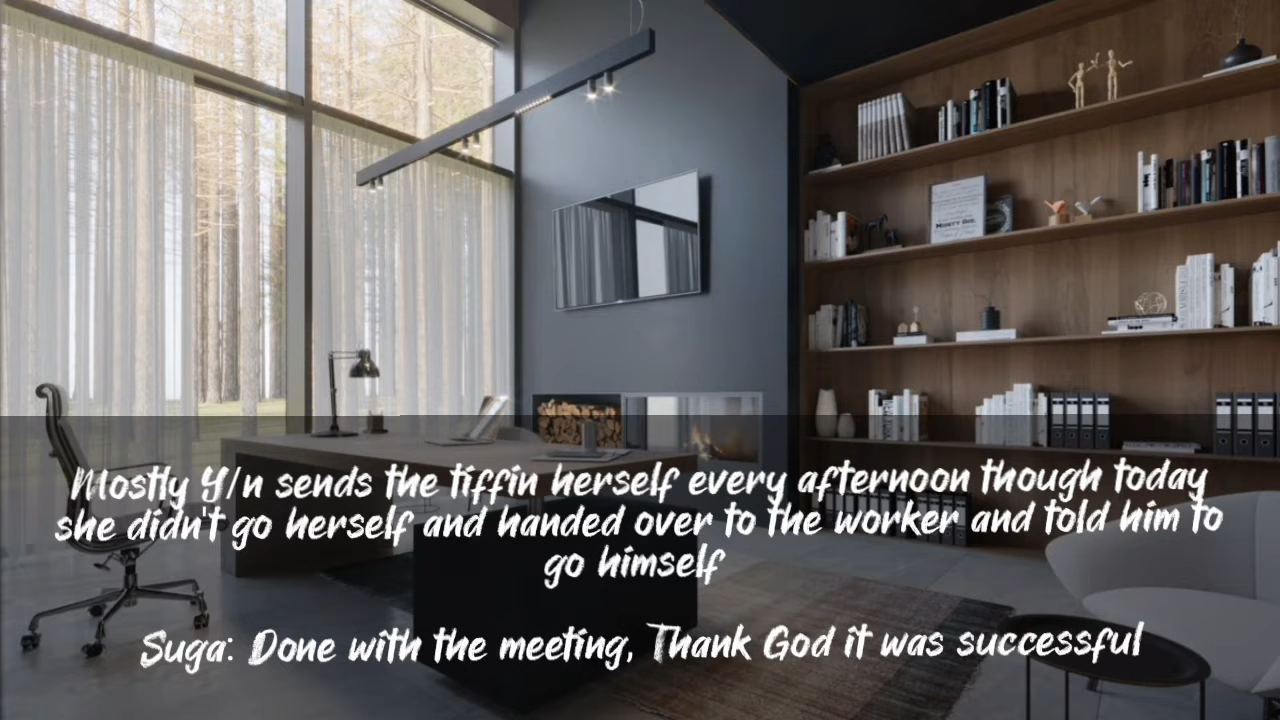 Mostly Y/n sends the tiffin herself every afternoon though today
she didn't go herself and handed over to the worker and told him to
go himself
Suga: Done with the meeting, Thank God it was successful